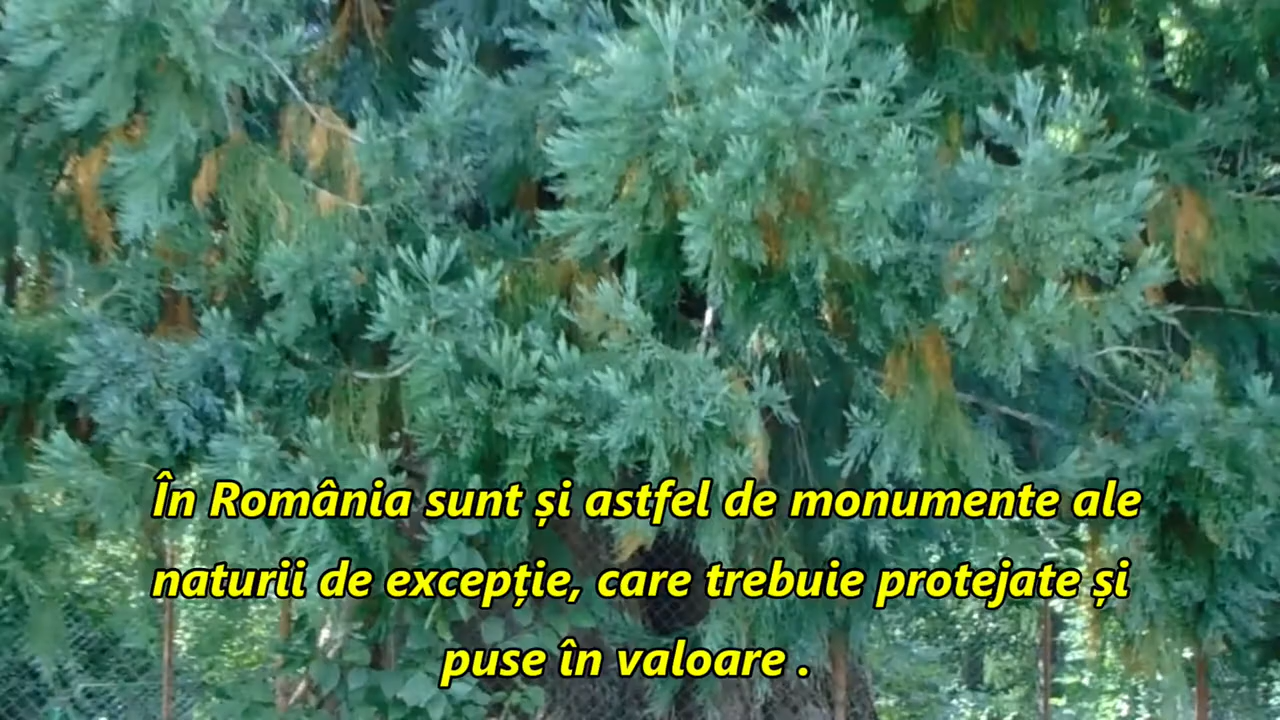 În România sunt și astfel de monumente ale
naturii de excepție, care trebuie protejate și
puse în valoare .